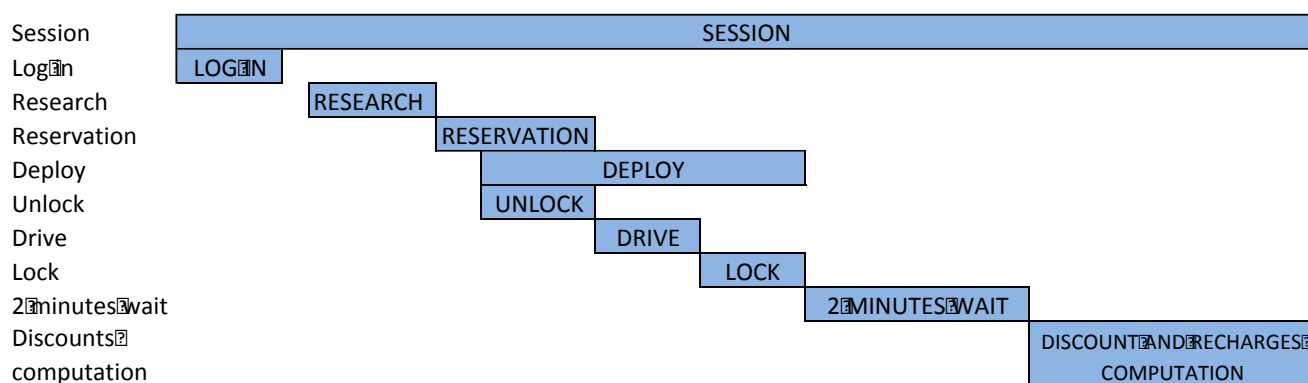 Session SESSION
Log�in LOG�IN
Research RESEARCH
Reservation RESERVATION
Deploy DEPLOY
Unlock UNLOCK
Drive DRIVE
Lock LOCK
2�minutes�wait 2�MINUTES�WAIT
Discounts� DISCOUNT�AND�RECHARGES�
computation COMPUTATION